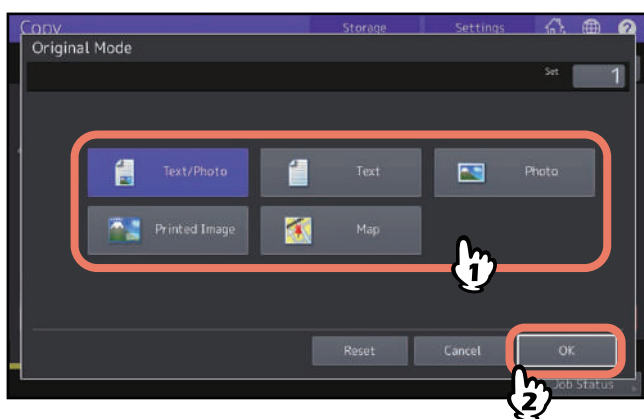 Copy Storage Settings
Original Mode
Set 1
Text/Photo Text Photo
Printed Image Map
1
Reset Cancel OK
Job Status
2